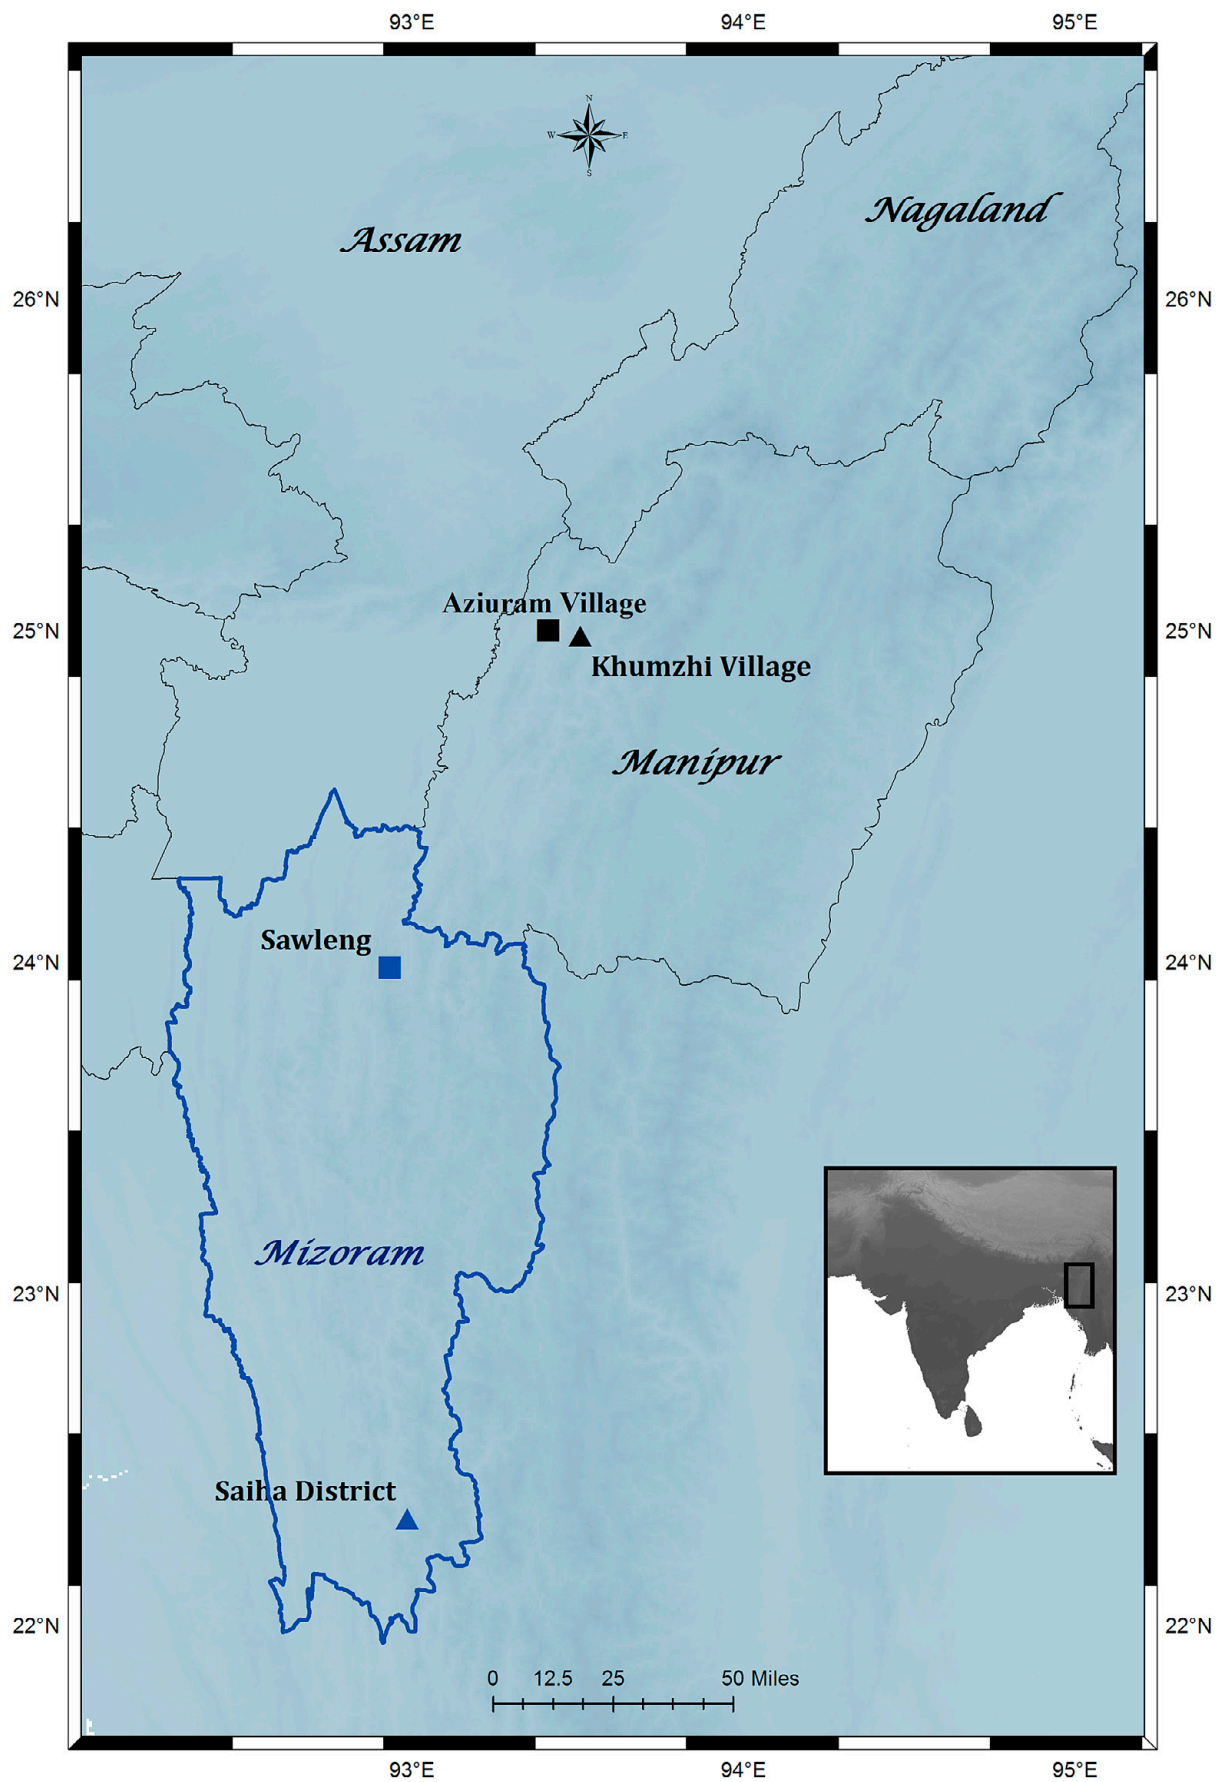 93°E 94°E 95°E
N
W E
S
Nagaland
Assam
26°N 26°N
Aziuram Village
25°N 25°N
Khumzhi Village
Manipur
Sawleng
24°N 24°N
Mizoram
23°N 23°N
Saiha District
22°N 22°N
0 12.5 25 50 Miles
93°E 94°E 95°E